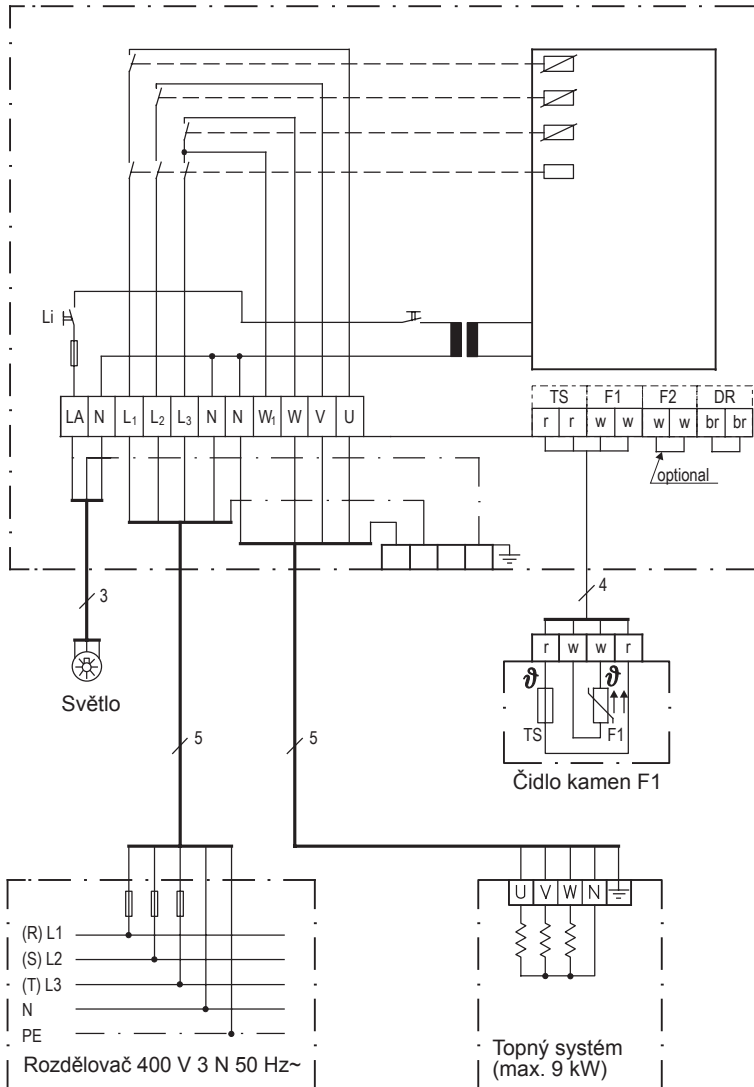 Li
LA N L1 L2 L3 N N W1 W V U
TS F1 F2 DR
r r w w w w br br
optional
3
4
Světlo
r w w r
ϑ ϑ
TS F1
Čidlo kamen F1
5 5
U V W N
(R) L1
(S) L2
(T) L3
N
PE
Rozdělovač 400 V 3 N 50 Hz~
Topný systém
(max. 9 kW)